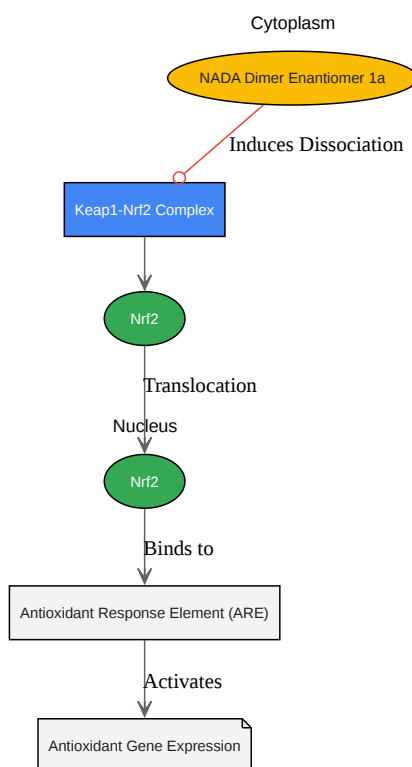 Cytoplasm
NADA Dimer Enantiomer 1a
Induces Dissociation
Keap1-Nrf2 Complex
Nrf2
Translocation
Nucleus
Nrf2
Binds to
Antioxidant Response Element (ARE)
Activates
Antioxidant Gene Expression